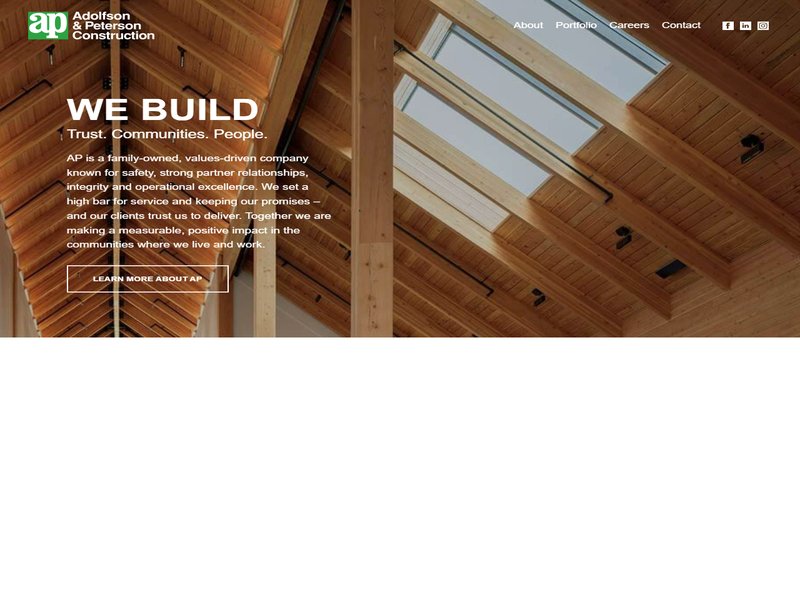 ap Adolfson
& Peterson
Construction
About Portfolio Careers Contact
WE BUILD
Trust. Communities. People.
AP is a family-owned, values-driven company
known for safety, strong partner relationships,
integrity and operational excellence. We set a
high bar for service and keeping our promises –
and our clients trust us to deliver. Together we are
making a measurable, positive impact in the
communities where we live and work.
LEARN MORE ABOUT AP